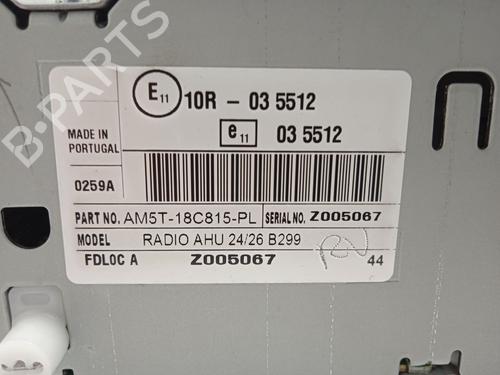 E11 10R - 03 5512
e11 03 5512
MADE IN
PORTUGAL
0259A
PART NO. AM5T-18C815-PL SERIAL NO. Z005067
MODEL RADIO AHU 24/26 B299
FDLOC A Z005067 44
B-PARTS